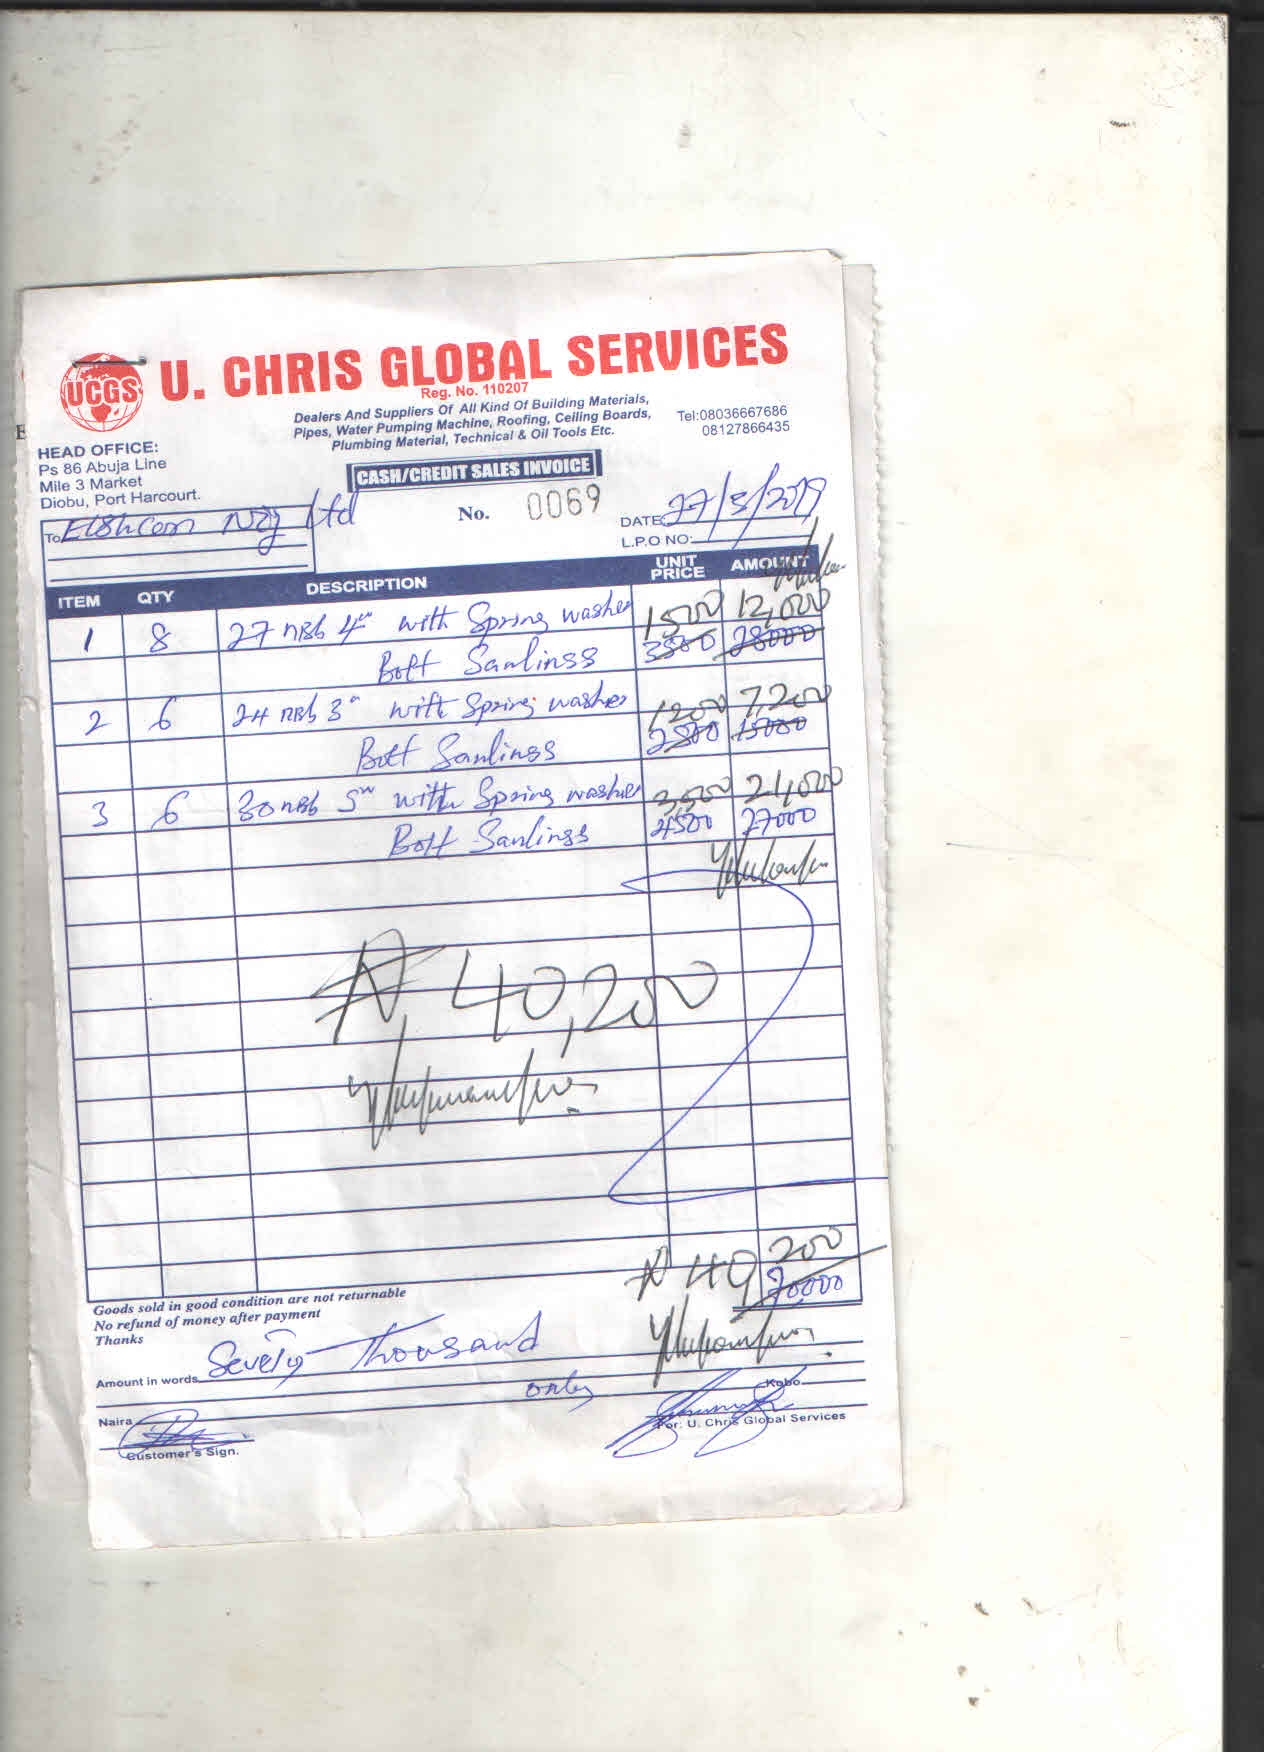 U. CHRIS GLOBAL SERVICES
UCGS
Reg. No. 110207
Dealers And Suppliers Of All Kind Of Building Materials,
Pipes, Water Pumping Machine, Roofing, Ceiling Boards,
Plumbing Material, Technical & Oil Tools Etc.
Tel:08036667686
08127866435
HEAD OFFICE:
Ps 86 Abuja Line
Mile 3 Market
Diobu, Port Harcourt.
CASH/CREDIT SALES INVOICE
No. 0069
DATE: 27/3/2019
L.P.O NO:
To Nig Ltd
ITEM QTY DESCRIPTION UNIT PRICE AMOUNT
1 8 27 4" with Spring washer 1500 12,000
Bolt 3500 28000
2 6 24 3" with Spring washer 1200 7,200
Bolt 2500 15000
3 6 30 5" with Spring washer 3,500 21,000
Bolt 4500 27000
₦ 40,200
₦ 40,200
70000
Goods sold in good condition are not returnable
No refund of money after payment
Thanks
Amount in words Seventy Thousand
only
Naira Kobo
Customer's Sign.
For: U. Chris Global Services